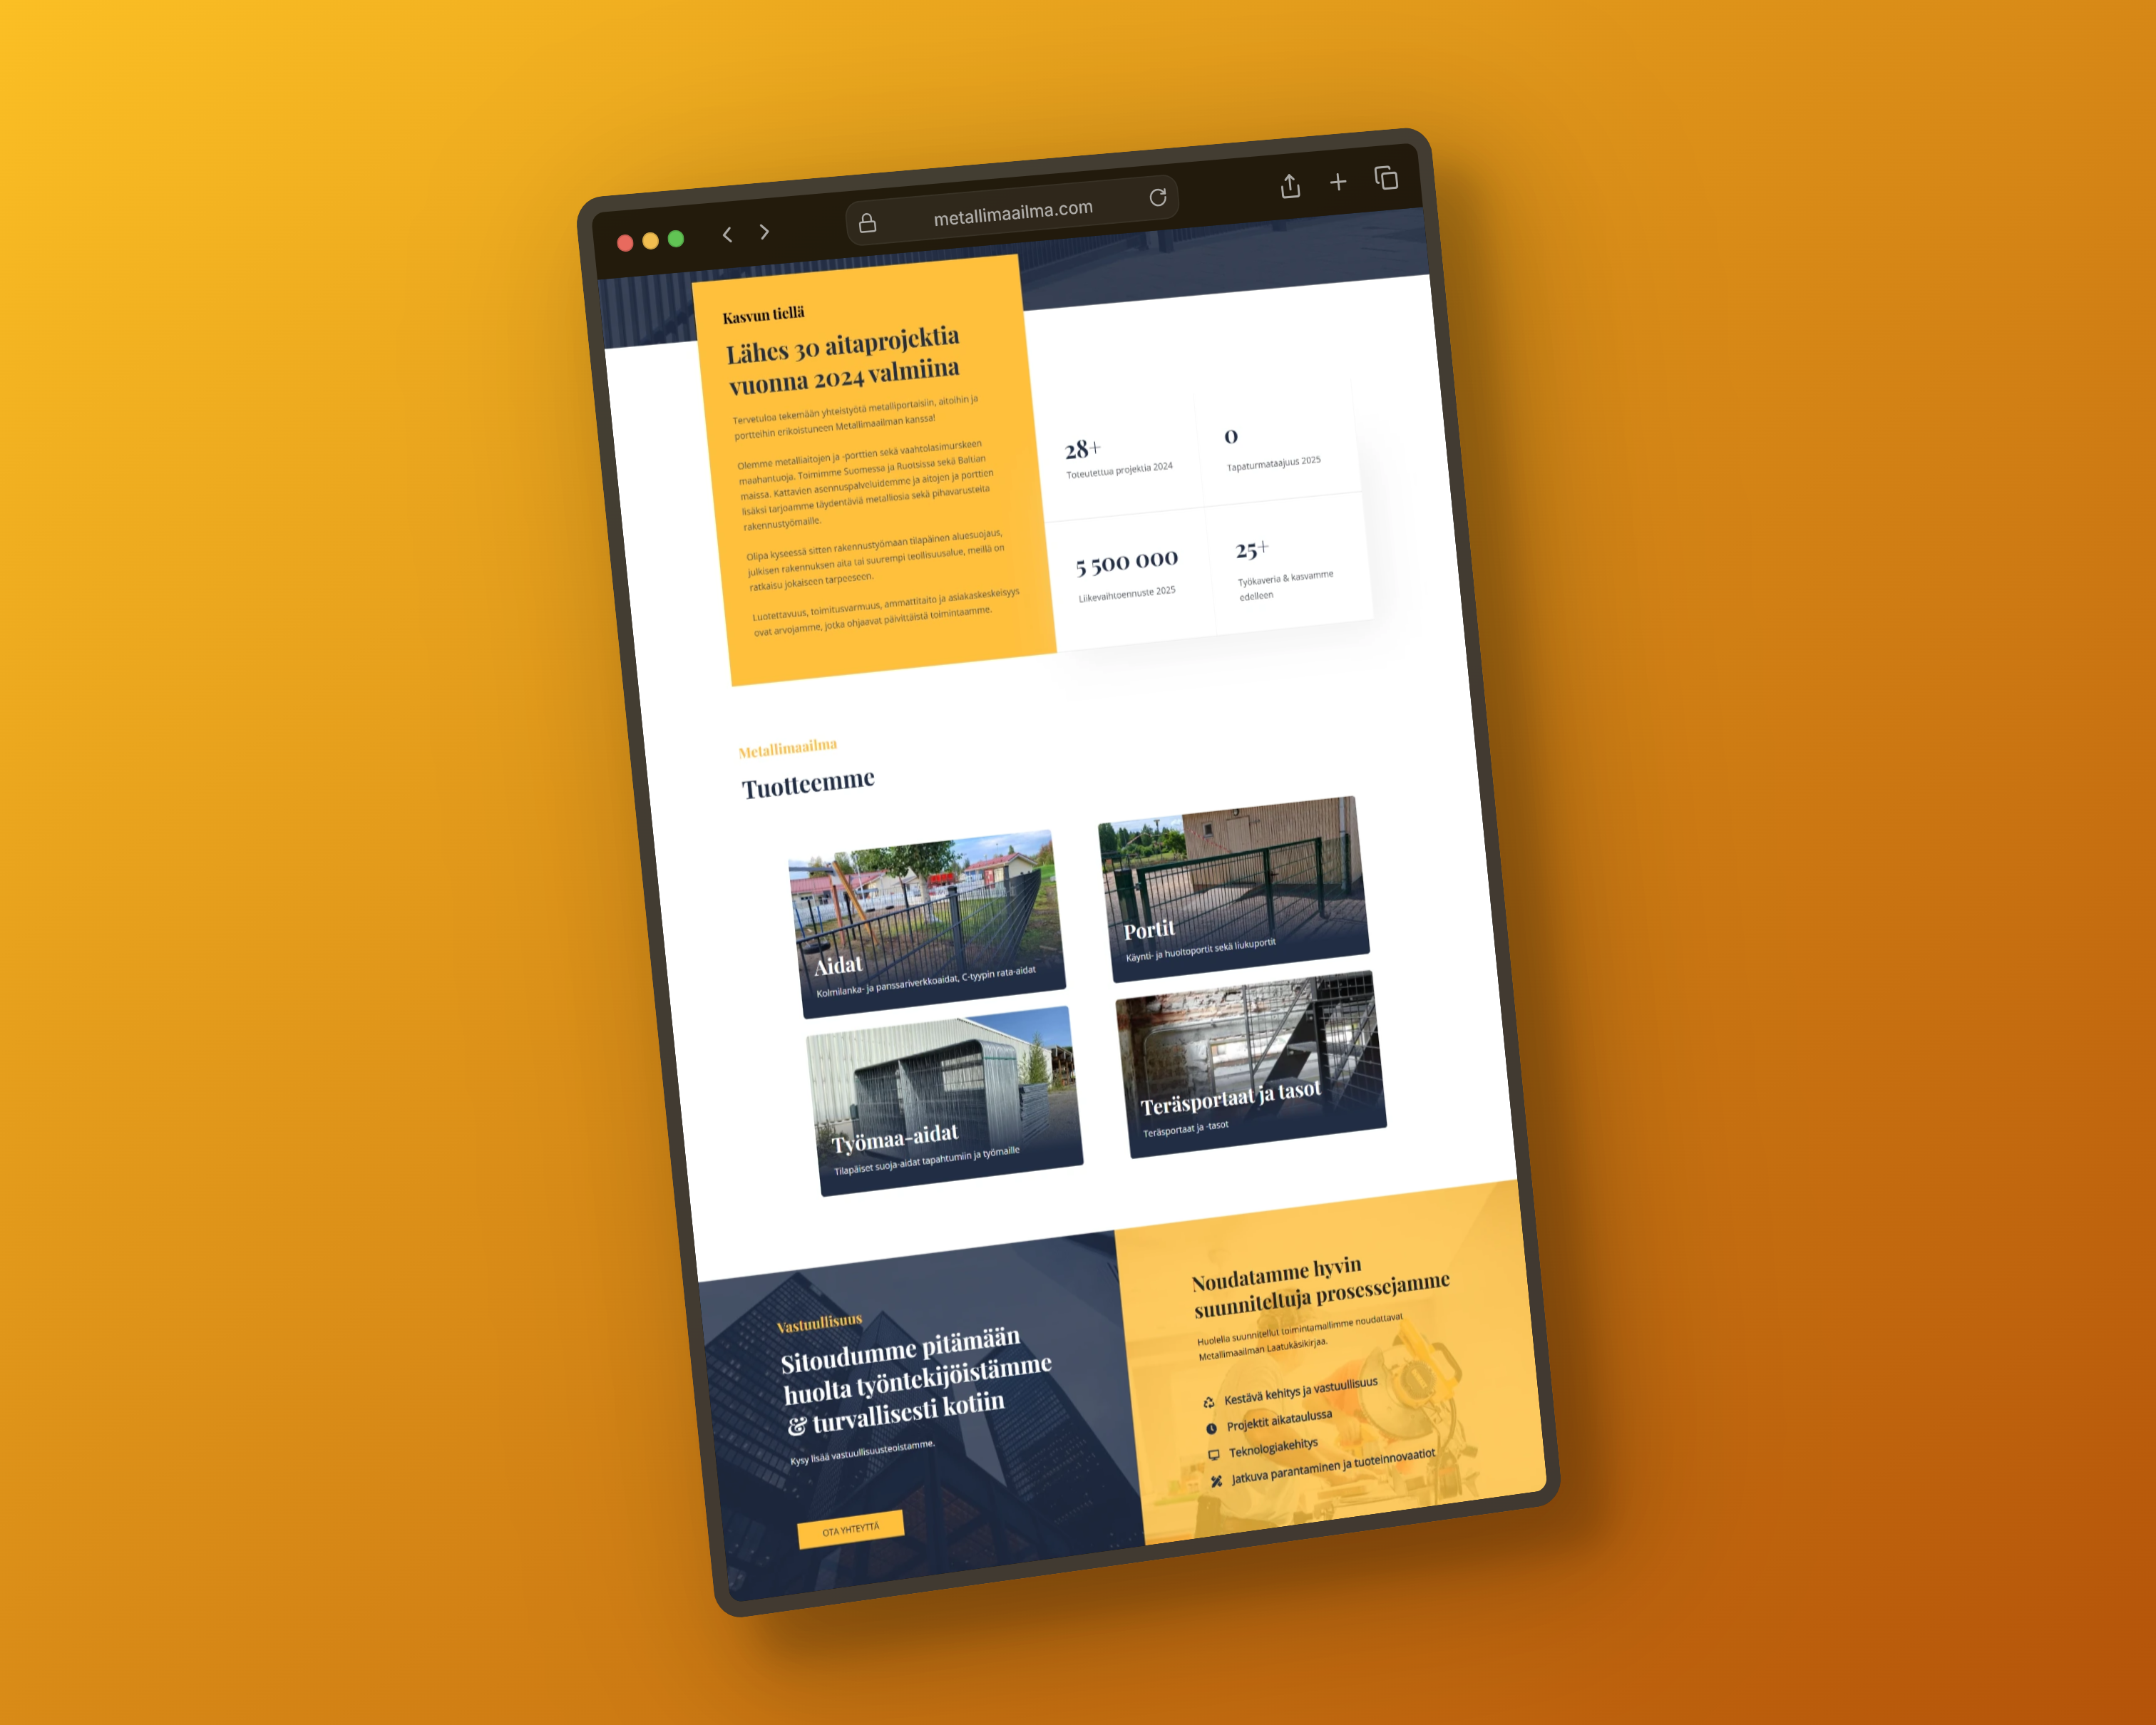 metallimaailma.com
Kasvun tiellä
Lähes 30 aitaprojektia
vuonna 2024 valmiina
Tervetuloa tekemään yhteistyötä metalliportaisiin, aitoihin ja
portteihin erikoistuneen Metallimaailman kanssa!
Olemme metalliaitojen ja -porttien sekä vaahtolasimurskeen
maahantuoja. Toimimme Suomessa ja Ruotsissa sekä Baltian
maissa. Kattavien asennuspalveluidemme ja aitojen ja porttien
lisäksi tarjoamme täydentäviä metalliosia sekä pihavarusteita
rakennustyömaille.
Olipa kyseessä sitten rakennustyömaan tilapäinen aluesuojaus,
julkisen rakennuksen aita tai suurempi teollisuusalue, meillä on
ratkaisu jokaiseen tarpeeseen.
Luotettavuus, toimitusvarmuus, ammattitaito ja asiakaskeskeisyys
ovat arvojamme, jotka ohjaavat päivittäistä toimintaamme.
28+
Toteutettua projektia 2024
0
Tapaturmataajuus 2025
5 500 000
Liikevaihtoennuste 2025
25+
Työkaveria & kasvamme
edelleen
Metallimaailma
Tuotteemme
Aidat
Kolmilanka- ja panssariverkkoaidat, C-tyypin rata-aidat
Portit
Käynti- ja huoltoportit sekä liukuportit
Työmaa-aidat
Tilapäiset suoja-aidat tapahtumiin ja työmaille
Teräsportaat ja tasot
Teräsportaat ja -tasot
Vastuullisuus
Sitoudumme pitämään
huolta työntekijöistämme
& turvallisesti kotiin
Kysy lisää vastuullisuusteoistamme.
OTA YHTEYTTÄ
Noudatamme hyvin
suunniteltuja prosessejamme
Huolella suunnitellut toimintamallimme noudattavat
Metallimaailman Laatukäsikirjaa.
Kestävä kehitys ja vastuullisuus
Projektit aikataulussa
Teknologiakehitys
Jatkuva parantaminen ja tuoteinnovaatiot